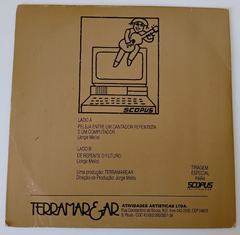 SCOPUS
LADO A
PELEJA ENTRE UM CANTADOR REPENTISTA
E UM COMPUTADOR
(Jorge Mello)
LADO B
DE REPENTE O FUTURO
(Jorge Mello)
Uma produção: TERRAMAREAR
Direção de Produção: Jorge Mello
TIRAGEM
ESPECIAL
PARA
SCOPUS
TERRAMAR&AR
ATIVIDADES ARTÍSTICAS LTDA.